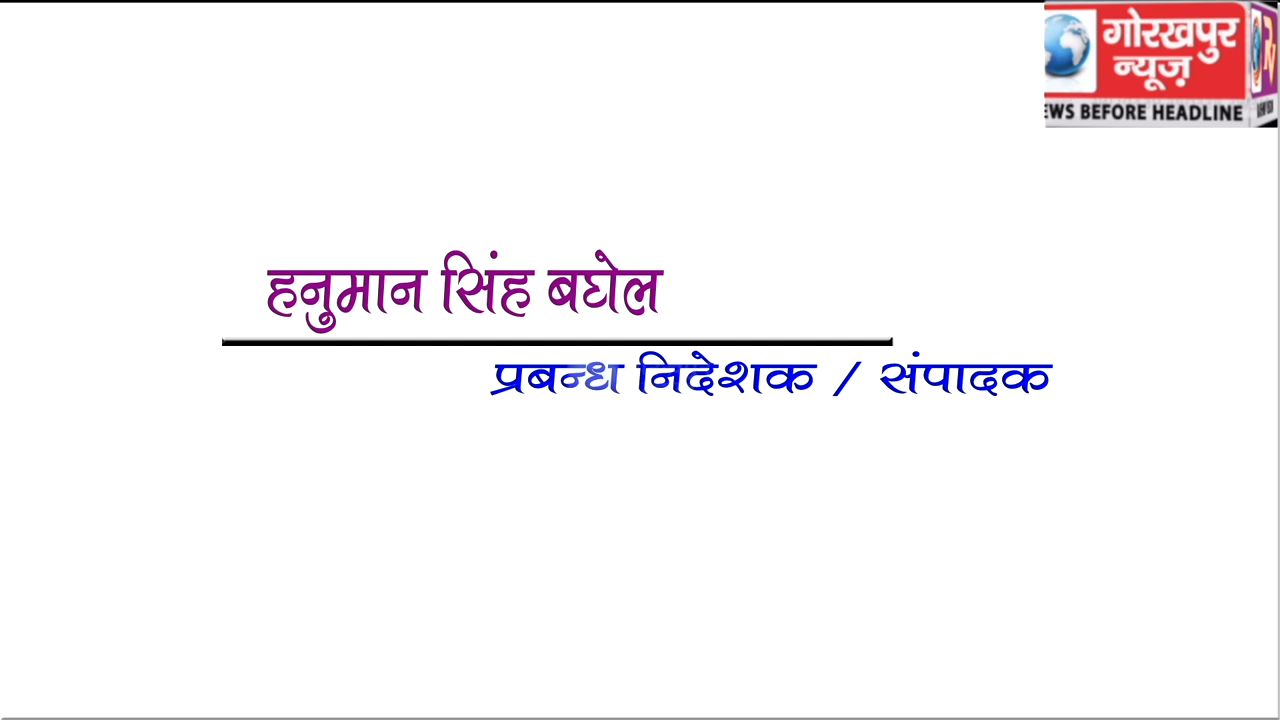 गोरखपुर
न्यूज़
EWS BEFORE HEADLINE
हनुमान सिंह बघेल
प्रबन्ध निदेशक / संपादक